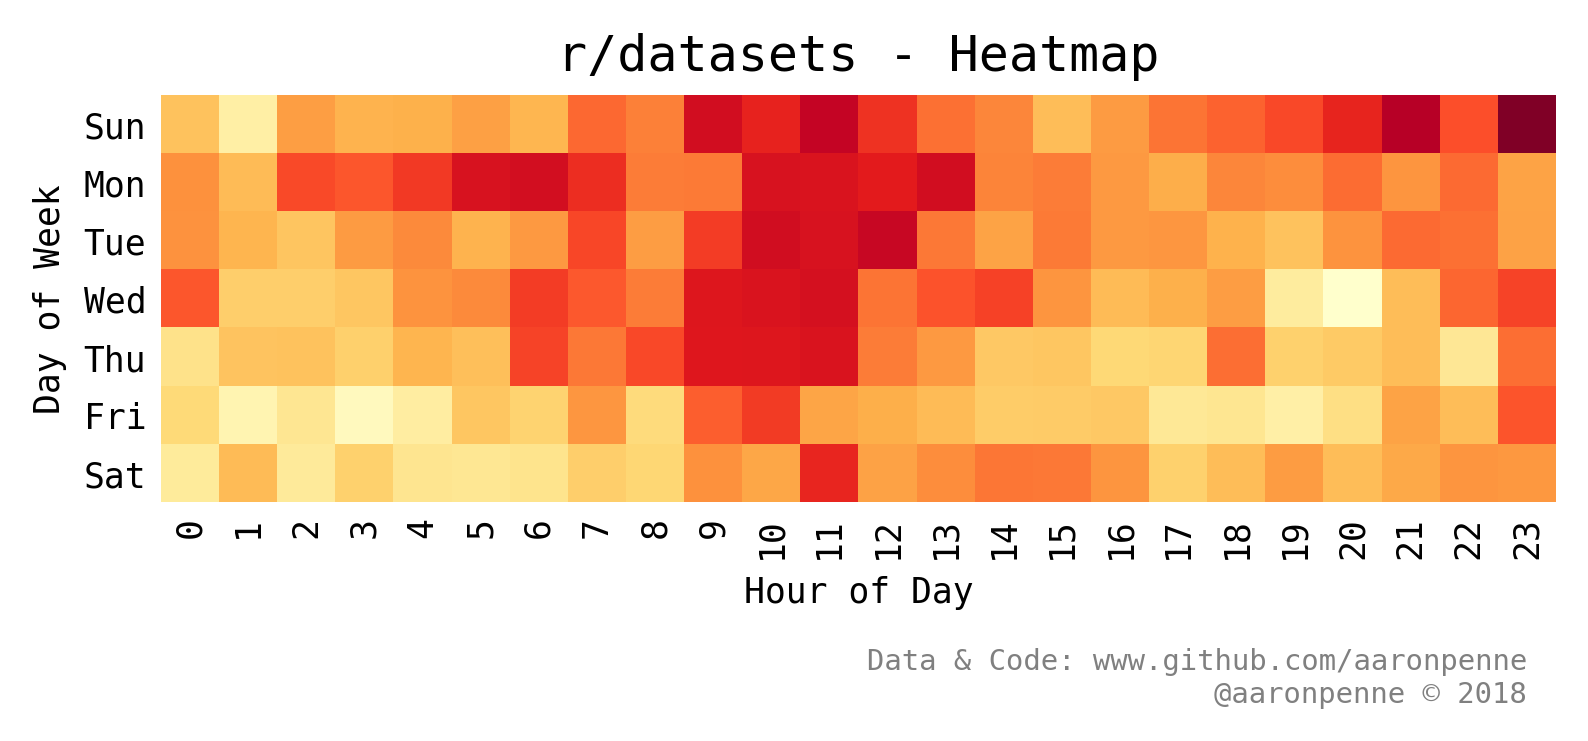 r/datasets - Heatmap
Day of Week
Sun
Mon
Tue
Wed
Thu
Fri
Sat
0 1 2 3 4 5 6 7 8 9 10 11 12 13 14 15 16 17 18 19 20 21 22 23
Hour of Day
Data & Code: www.github.com/aaronpenne
@aaronpenne © 2018